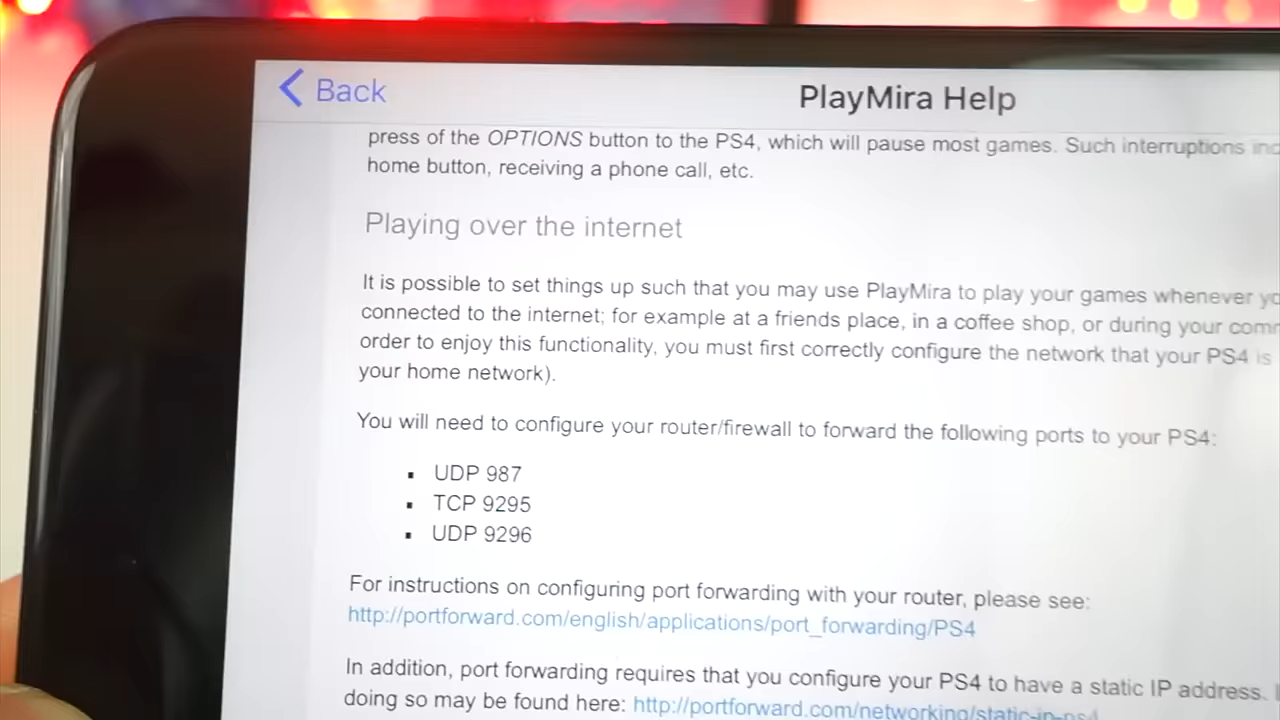 Back
PlayMira Help
press of the OPTIONS button to the PS4, which will pause most games. Such interruptions
home button, receiving a phone call, etc.
Playing over the internet
It is possible to set things up such that you may use PlayMira to play your games whenever
connected to the internet; for example at a friends place, in a coffee shop, or during your
order to enjoy this functionality, you must first correctly configure the network that your PS4 is
your home network).
You will need to configure your router/firewall to forward the following ports to your PS4:
▪ UDP 987
▪ TCP 9295
▪ UDP 9296
For instructions on configuring port forwarding with your router, please see:
http://portforward.com/english/applications/port_forwarding/PS4
In addition, port forwarding requires that you configure your PS4 to have a static IP address.
doing so may be found here: http://portforward.com/networking/static-ip-ps4